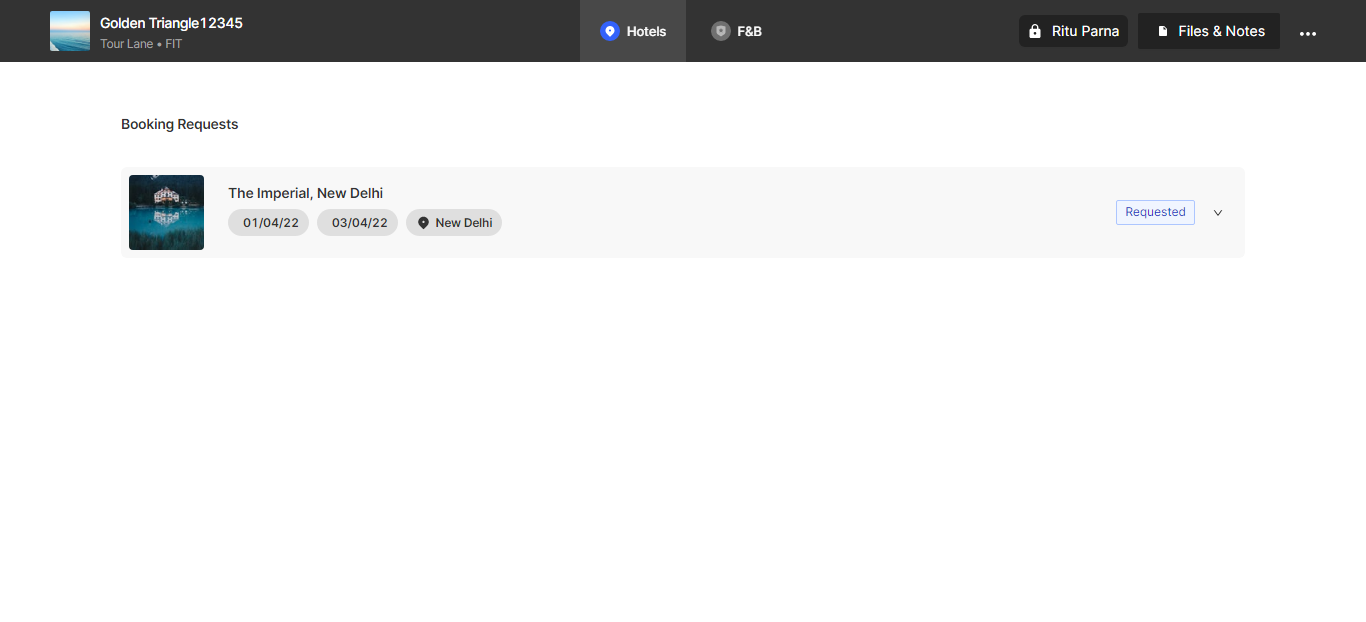 Golden Triangle12345
Tour Lane • FIT
Hotels
F&B
Ritu Parna
Files & Notes
Booking Requests
The Imperial, New Delhi
01/04/22 03/04/22 New Delhi
Requested